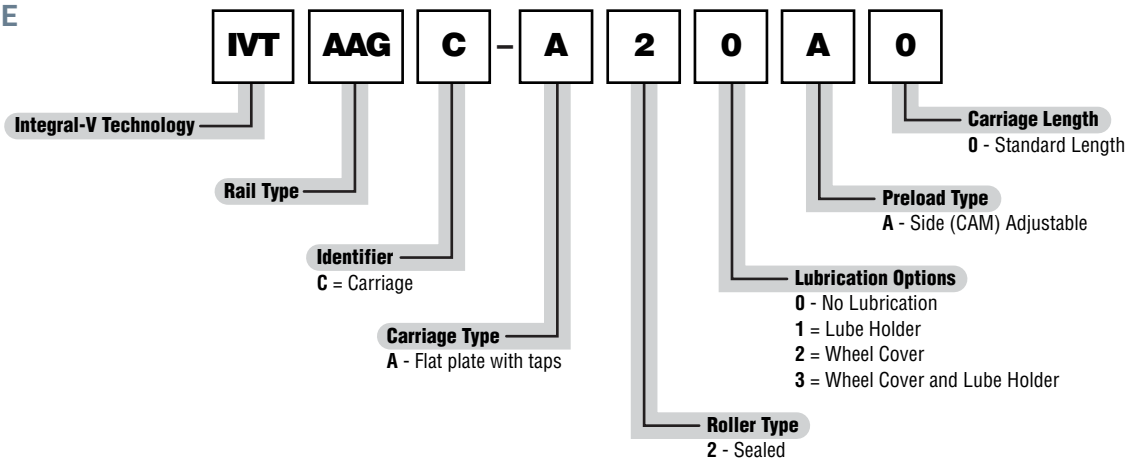 E
IVT AAG C – A 2 0 A 0
Integral-V Technology
Carriage Length
0 - Standard Length
Rail Type
Preload Type
A - Side (CAM) Adjustable
Identifier
C = Carriage
Lubrication Options
0 - No Lubrication
1 = Lube Holder
2 = Wheel Cover
3 = Wheel Cover and Lube Holder
Carriage Type
A - Flat plate with taps
Roller Type
2 - Sealed